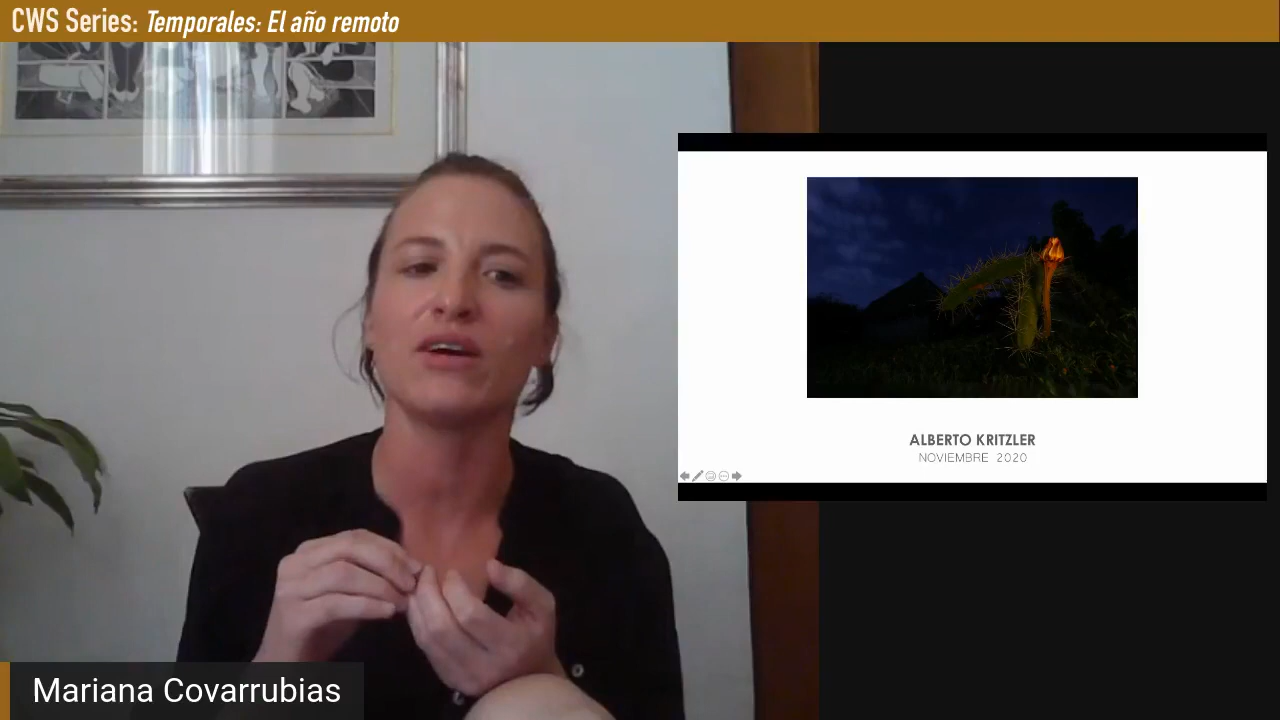 CWS Series: Temporales: El año remoto
ALBERTO KRITZLER
NOVIEMBRE 2020
Mariana Covarrubias